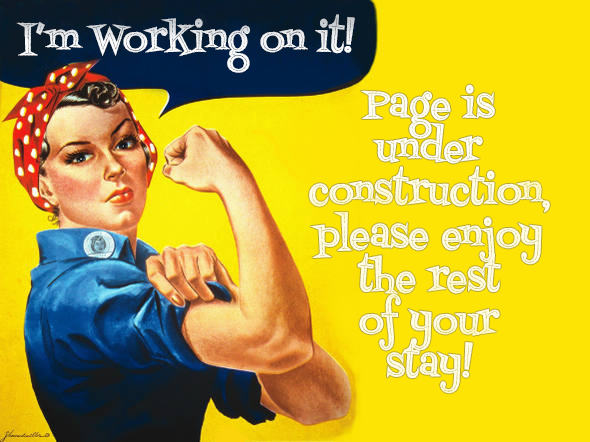 I'm Working on it!
Page is
under
construction,
please enjoy
the rest
of your
stay!